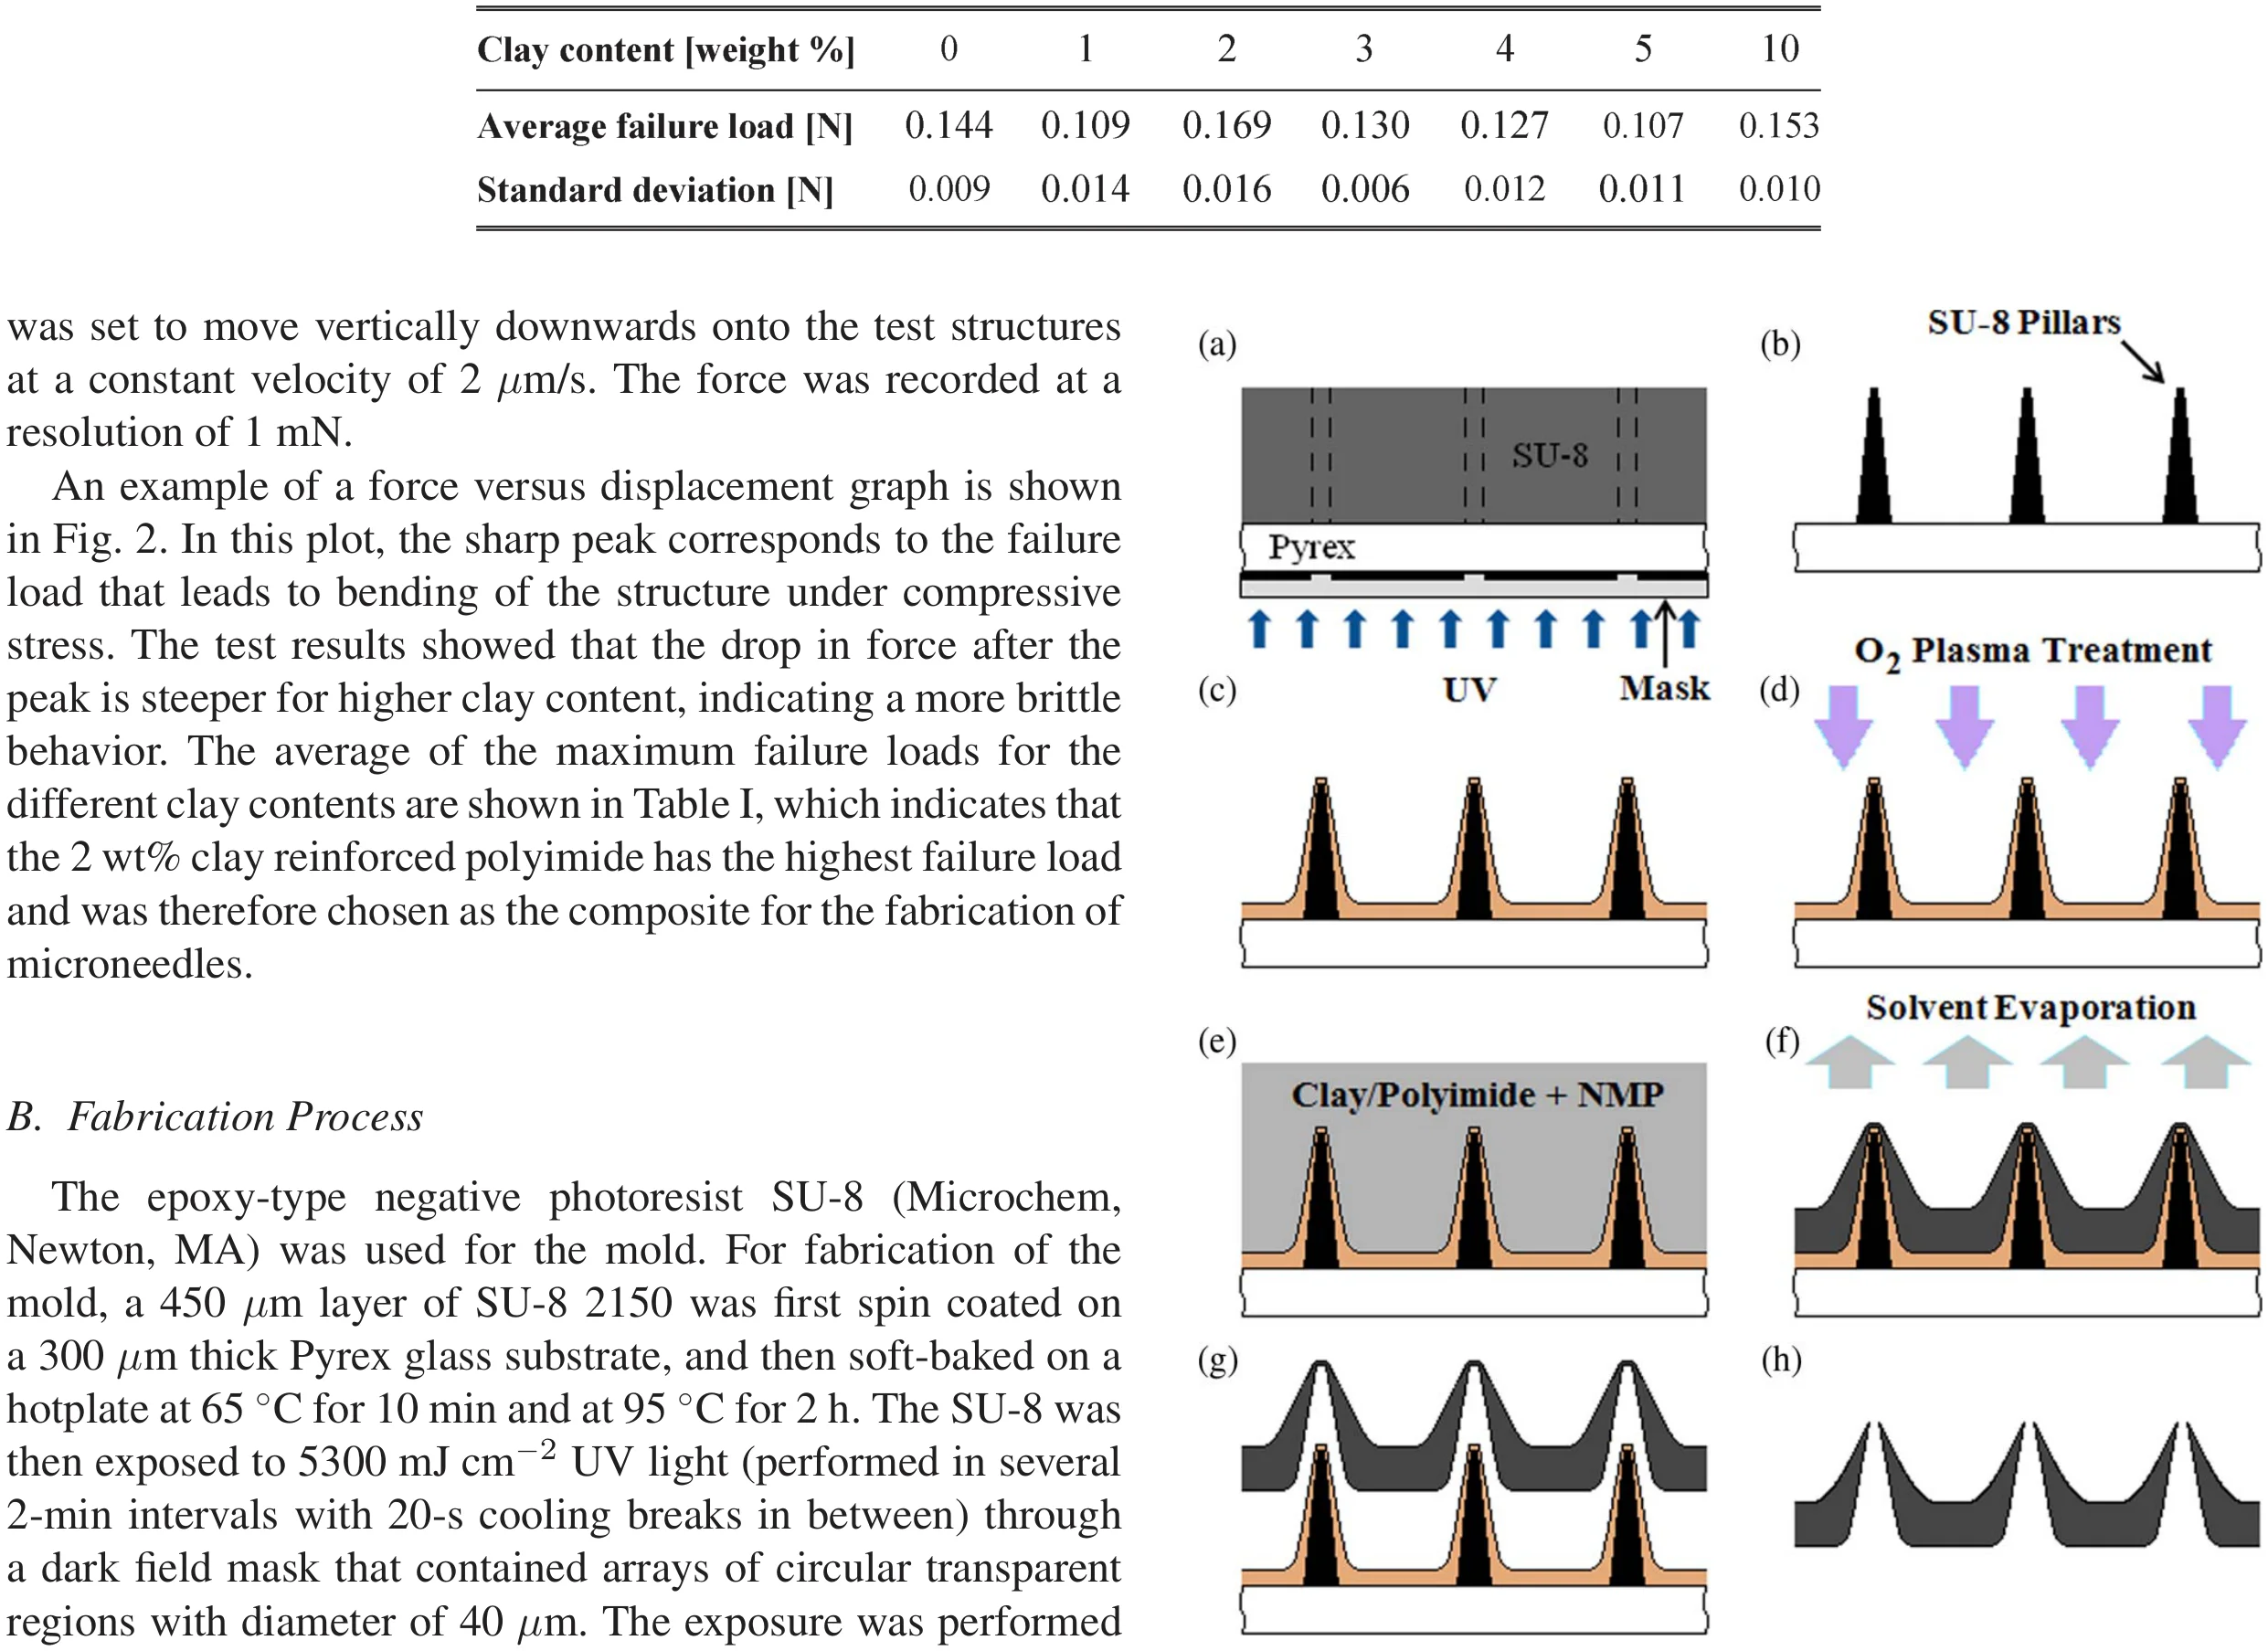 Clay content [weight %] 0 1 2 3 4 5 10
Average failure load [N] 0.144 0.109 0.169 0.130 0.127 0.107 0.153
Standard deviation [N] 0.009 0.014 0.016 0.006 0.012 0.011 0.010
was set to move vertically downwards onto the test structures
at a constant velocity of 2 μm/s. The force was recorded at a
resolution of 1 mN.
An example of a force versus displacement graph is shown
in Fig. 2. In this plot, the sharp peak corresponds to the failure
load that leads to bending of the structure under compressive
stress. The test results showed that the drop in force after the
peak is steeper for higher clay content, indicating a more brittle
behavior. The average of the maximum failure loads for the
different clay contents are shown in Table I, which indicates that
the 2 wt% clay reinforced polyimide has the highest failure load
and was therefore chosen as the composite for the fabrication of
microneedles.
B. Fabrication Process
The epoxy-type negative photoresist SU-8 (Microchem,
Newton, MA) was used for the mold. For fabrication of the
mold, a 450 μm layer of SU-8 2150 was first spin coated on
a 300 μm thick Pyrex glass substrate, and then soft-baked on a
hotplate at 65 °C for 10 min and at 95 °C for 2 h. The SU-8 was
then exposed to 5300 mJ cm⁻² UV light (performed in several
2-min intervals with 20-s cooling breaks in between) through
a dark field mask that contained arrays of circular transparent
regions with diameter of 40 μm. The exposure was performed
(a)
SU-8
Pyrex
UV
Mask
(b)
SU-8 Pillars
(c)
(d)
O₂ Plasma Treatment
(e)
Clay/Polyimide + NMP
(f)
Solvent Evaporation
(g)
(h)